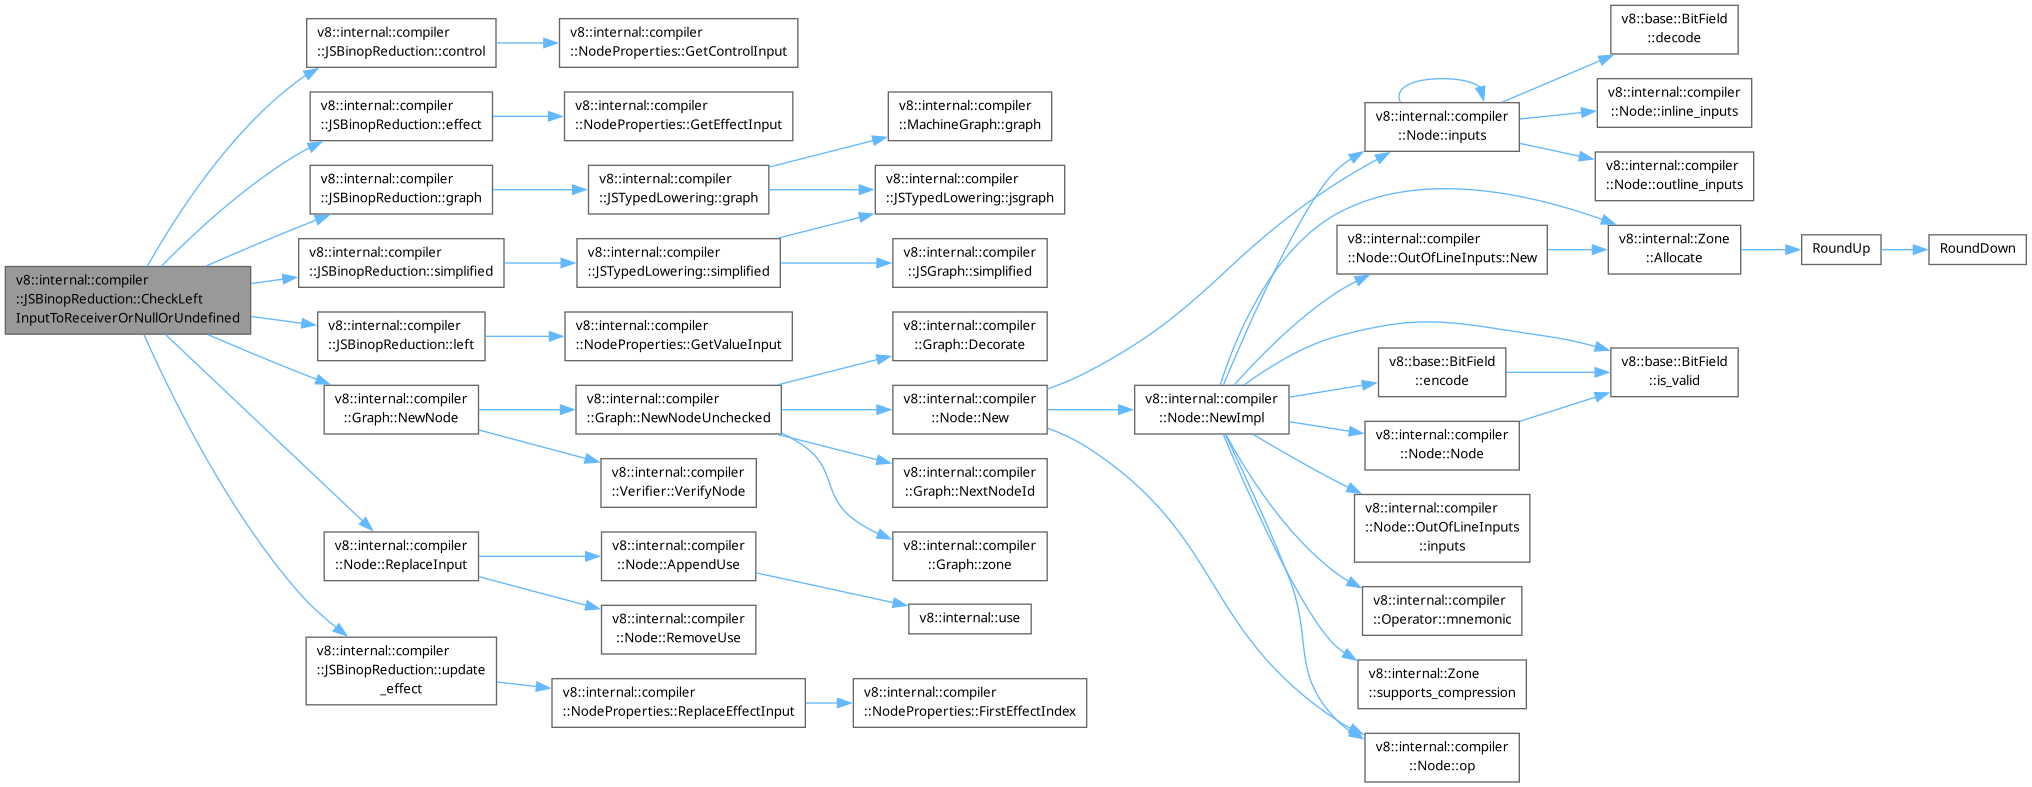 v8::internal::compiler
::JSBinopReduction::CheckLeft
InputToReceiverOrNullOrUndefined
v8::internal::compiler
::JSBinopReduction::control
v8::internal::compiler
::NodeProperties::GetControlInput
v8::internal::compiler
::JSBinopReduction::effect
v8::internal::compiler
::NodeProperties::GetEffectInput
v8::internal::compiler
::JSBinopReduction::graph
v8::internal::compiler
::JSTypedLowering::graph
v8::internal::compiler
::MachineGraph::graph
v8::internal::compiler
::JSTypedLowering::jsgraph
v8::internal::compiler
::JSBinopReduction::simplified
v8::internal::compiler
::JSTypedLowering::simplified
v8::internal::compiler
::JSGraph::simplified
v8::internal::compiler
::JSBinopReduction::left
v8::internal::compiler
::NodeProperties::GetValueInput
v8::internal::compiler
::Graph::NewNode
v8::internal::compiler
::Graph::NewNodeUnchecked
v8::internal::compiler
::Graph::Decorate
v8::internal::compiler
::Node::New
v8::internal::compiler
::Graph::NextNodeId
v8::internal::compiler
::Graph::zone
v8::internal::compiler
::Verifier::VerifyNode
v8::internal::compiler
::Node::NewImpl
v8::internal::compiler
::Node::inputs
v8::base::BitField
::decode
v8::internal::compiler
::Node::inline_inputs
v8::internal::compiler
::Node::outline_inputs
v8::internal::compiler
::Node::OutOfLineInputs::New
v8::internal::Zone
::Allocate
RoundUp
RoundDown
v8::base::BitField
::encode
v8::base::BitField
::is_valid
v8::internal::compiler
::Node::Node
v8::internal::compiler
::Node::OutOfLineInputs
::inputs
v8::internal::compiler
::Operator::mnemonic
v8::internal::Zone
::supports_compression
v8::internal::compiler
::Node::op
v8::internal::compiler
::Node::ReplaceInput
v8::internal::compiler
::Node::AppendUse
v8::internal::use
v8::internal::compiler
::Node::RemoveUse
v8::internal::compiler
::JSBinopReduction::update
_effect
v8::internal::compiler
::NodeProperties::ReplaceEffectInput
v8::internal::compiler
::NodeProperties::FirstEffectIndex